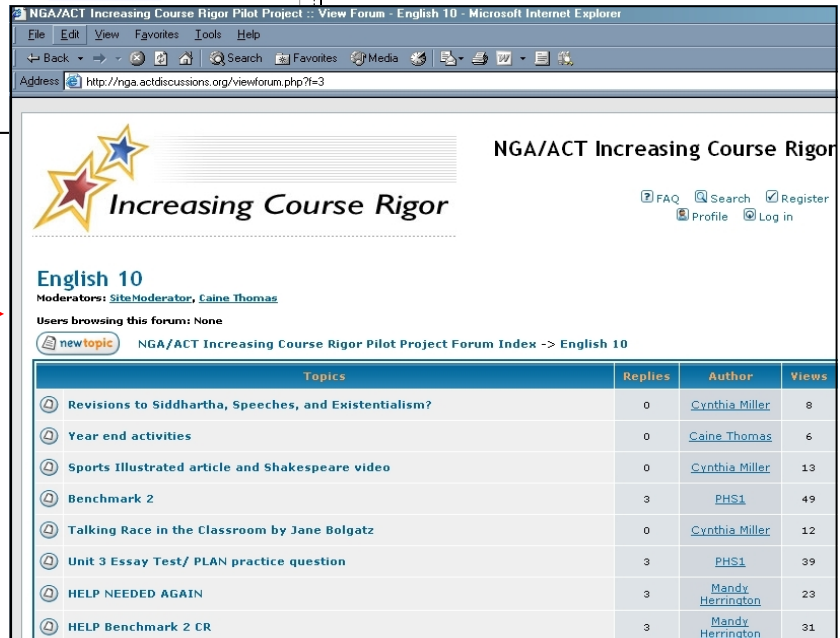 NGA/ACT Increasing Course Rigor Pilot Project :: View Forum - English 10 - Microsoft Internet Explorer
File Edit View Favorites Tools Help
Back Search Favorites Media
Address http://nga.actdiscussions.org/viewforum.php?f=3
NGA/ACT Increasing Course Rigor
Increasing Course Rigor
FAQ Search Register
Profile Log in
English 10
Moderators: SiteModerator, Caine Thomas
Users browsing this forum: None
newtopic NGA/ACT Increasing Course Rigor Pilot Project Forum Index -> English 10
Topics Replies Author Views
Revisions to Siddhartha, Speeches, and Existentialism? 0 Cynthia Miller 8
Year end activities 0 Caine Thomas 6
Sports Illustrated article and Shakespeare video 0 Cynthia Miller 13
Benchmark 2 3 PHS1 49
Talking Race in the Classroom by Jane Bolgatz 0 Cynthia Miller 12
Unit 3 Essay Test/ PLAN practice question 3 PHS1 39
HELP NEEDED AGAIN 3 Mandy Herrington 23
HELP Benchmark 2 CR 3 Mandy Herrington 31